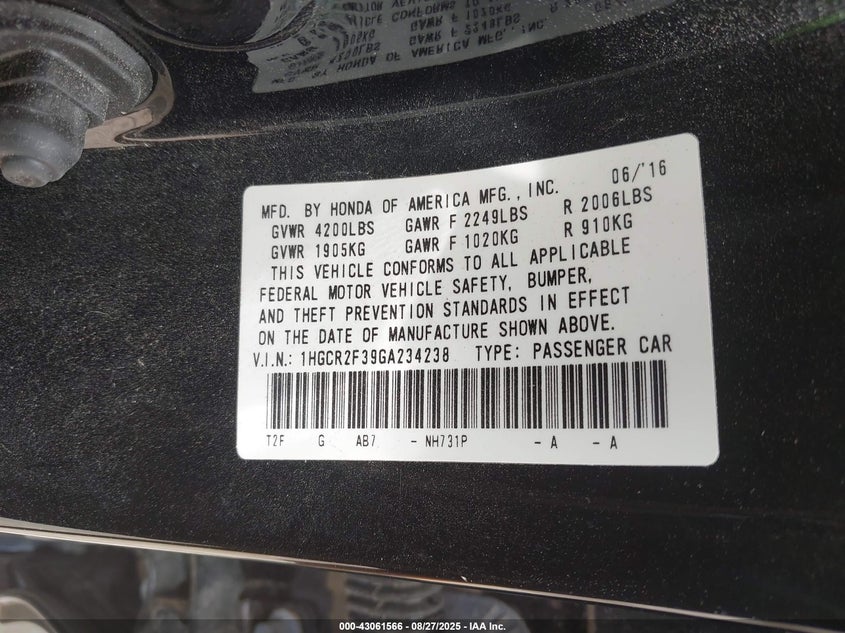 06/'16
MFD. BY HONDA OF AMERICA MFG., INC.
GVWR 4200LBS GAWR F 2249LBS R 2006LBS
GVWR 1905KG GAWR F 1020KG R 910KG
THIS VEHICLE CONFORMS TO ALL APPLICABLE
FEDERAL MOTOR VEHICLE SAFETY, BUMPER,
AND THEFT PREVENTION STANDARDS IN EFFECT
ON THE DATE OF MANUFACTURE SHOWN ABOVE.
V.I.N.: 1HGCR2F39GA234238 TYPE: PASSENGER CAR
T2F G AB7 - NH731P - A - A
000-43061566 - 08/27/2025 - IAA Inc.